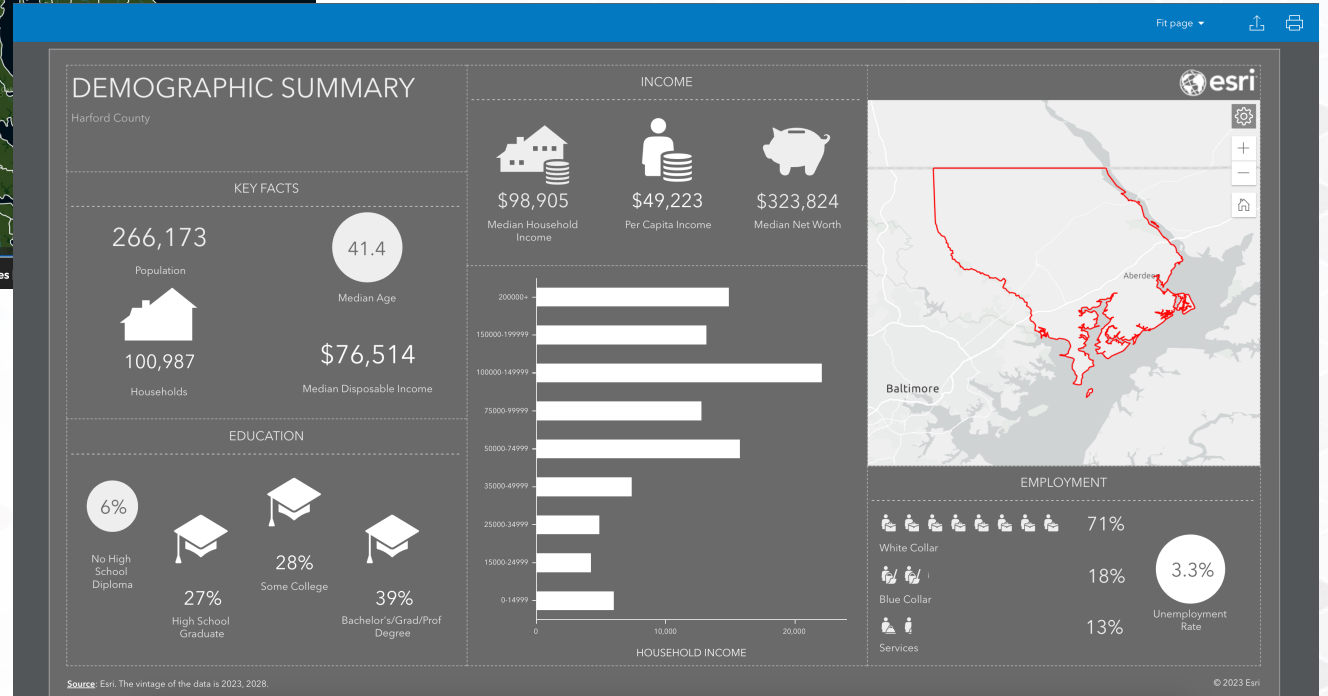 es
Fit page
DEMOGRAPHIC SUMMARY
Harford County
KEY FACTS
266,173
Population
41.4
Median Age
100,987
Households
$76,514
Median Disposable Income
EDUCATION
6%
No High
School
Diploma
27%
High School
Graduate
28%
Some College
39%
Bachelor's/Grad/Prof
Degree
INCOME
$98,905
Median Household
Income
$49,223
Per Capita Income
$323,824
Median Net Worth
200000+
150000-199999
100000-149999
75000-99999
50000-74999
35000-49999
25000-34999
15000-24999
0-14999
0
10,000
20,000
HOUSEHOLD INCOME
esri
Baltimore
EMPLOYMENT
71%
White Collar
18%
Blue Collar
13%
Services
3.3%
Unemployment
Rate
Source: Esri. The vintage of the data is 2023, 2028.
© 2023 Esri